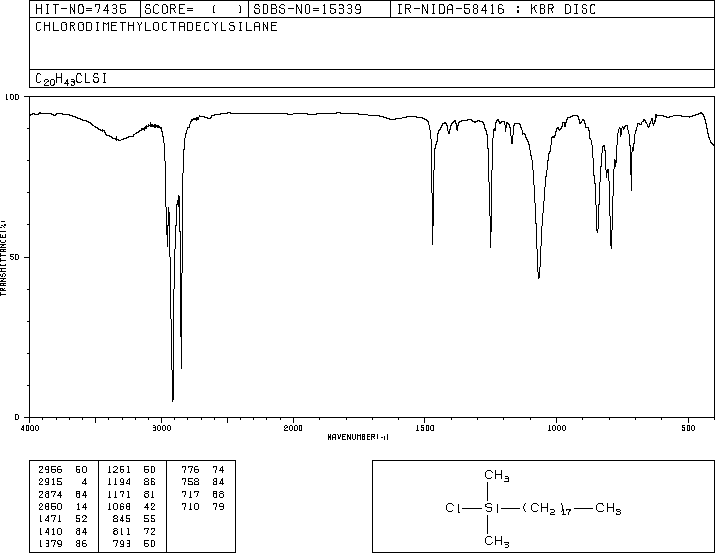 HIT-NO=7435 SCORE= ( ) SDBS-NO=15339 IR-NIDA-58416 : KBR DISC
CHLORODIMETHYLOCTADECYLSILANE
C20H43CLSI
100
50
0
TRANSMITTANCE(%)
4000 3000 2000 1500 1000 500
WAVENUMBER(-1)
2956 60 1251 50 776 74
2915 4 1194 86 758 84
2874 64 1171 81 717 68
2850 14 1068 42 710 79
1471 52 845 55
1410 84 811 72
1379 86 793 50
CH3
Cl Si (CH2)17 CH3
CH3